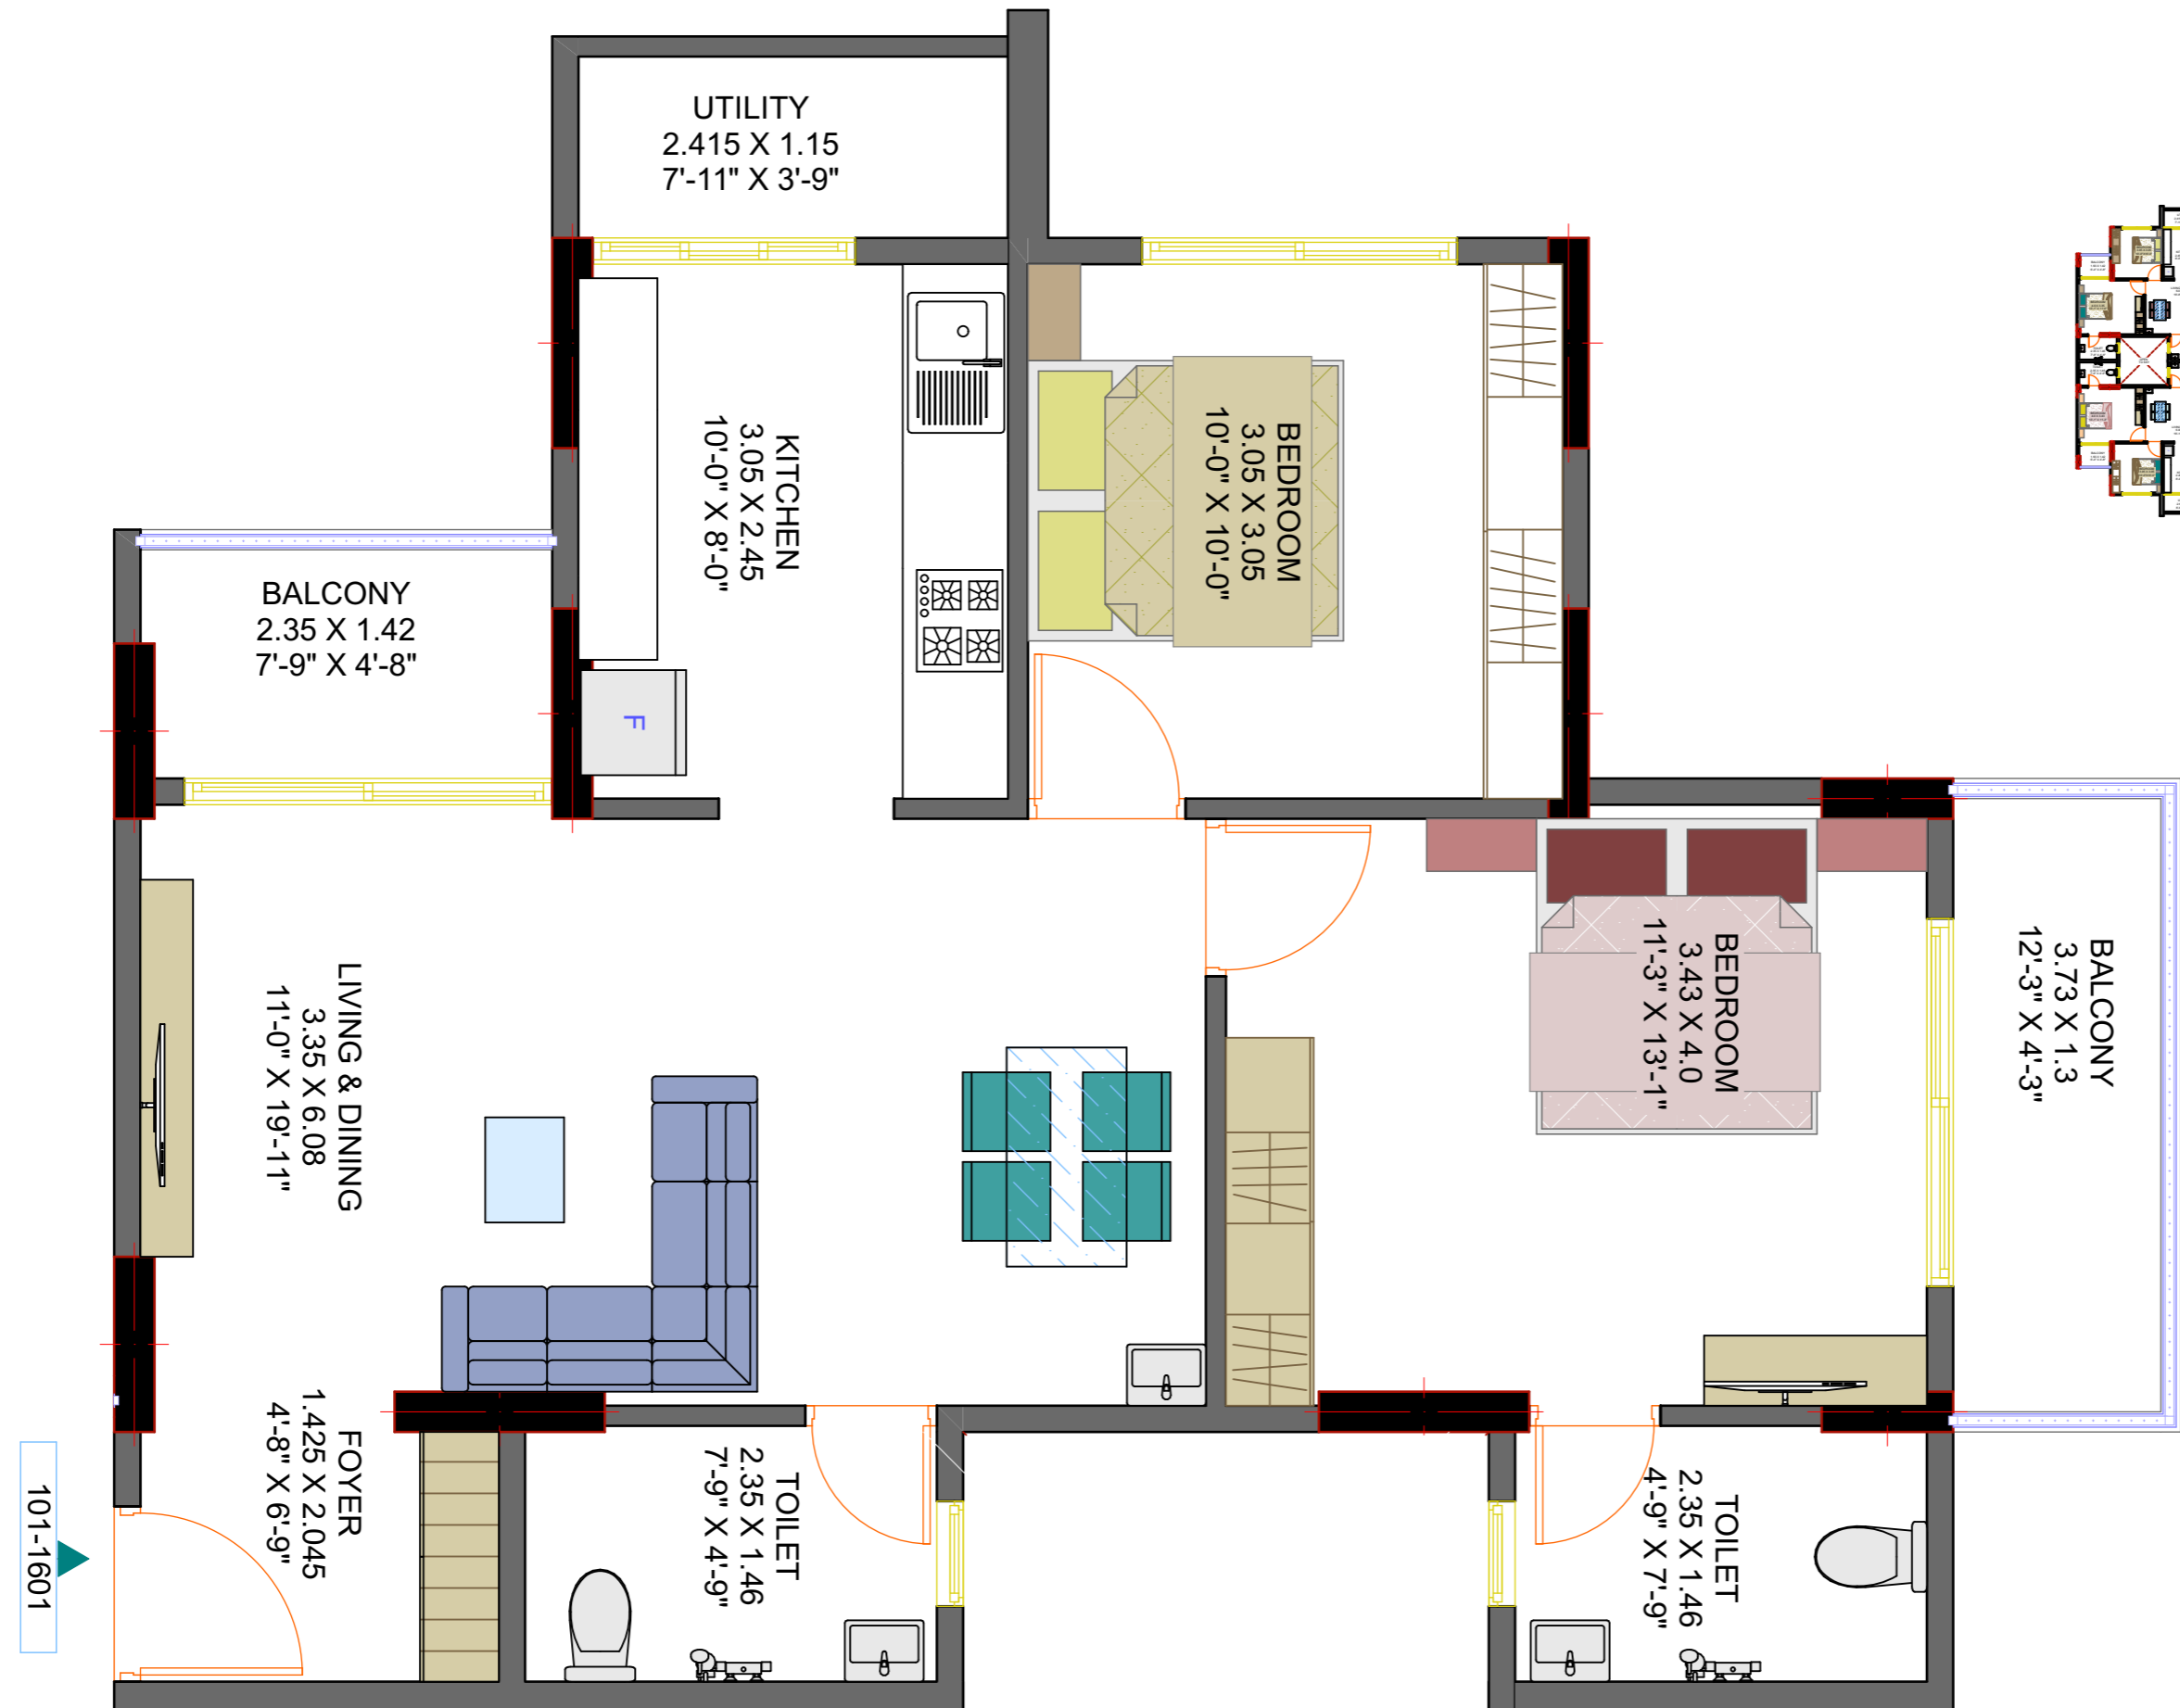 UTILITY
2.415 X 1.15
7'-11" X 3'-9"
KITCHEN
3.05 X 2.45
10'-0" X 8'-0"
BEDROOM
3.05 X 3.05
10'-0" X 10'-0"
BALCONY
2.35 X 1.42
7'-9" X 4'-8"
F
BEDROOM
3.43 X 4.0
11'-3" X 13'-1"
BALCONY
3.73 X 1.3
12'-3" X 4'-3"
LIVING & DINING
3.35 X 6.08
11'-0" X 19'-11"
FOYER
1.425 X 2.045
4'-8" X 6'-9"
TOILET
2.35 X 1.46
7'-9" X 4'-9"
TOILET
2.35 X 1.46
4'-9" X 7'-9"
101-1601